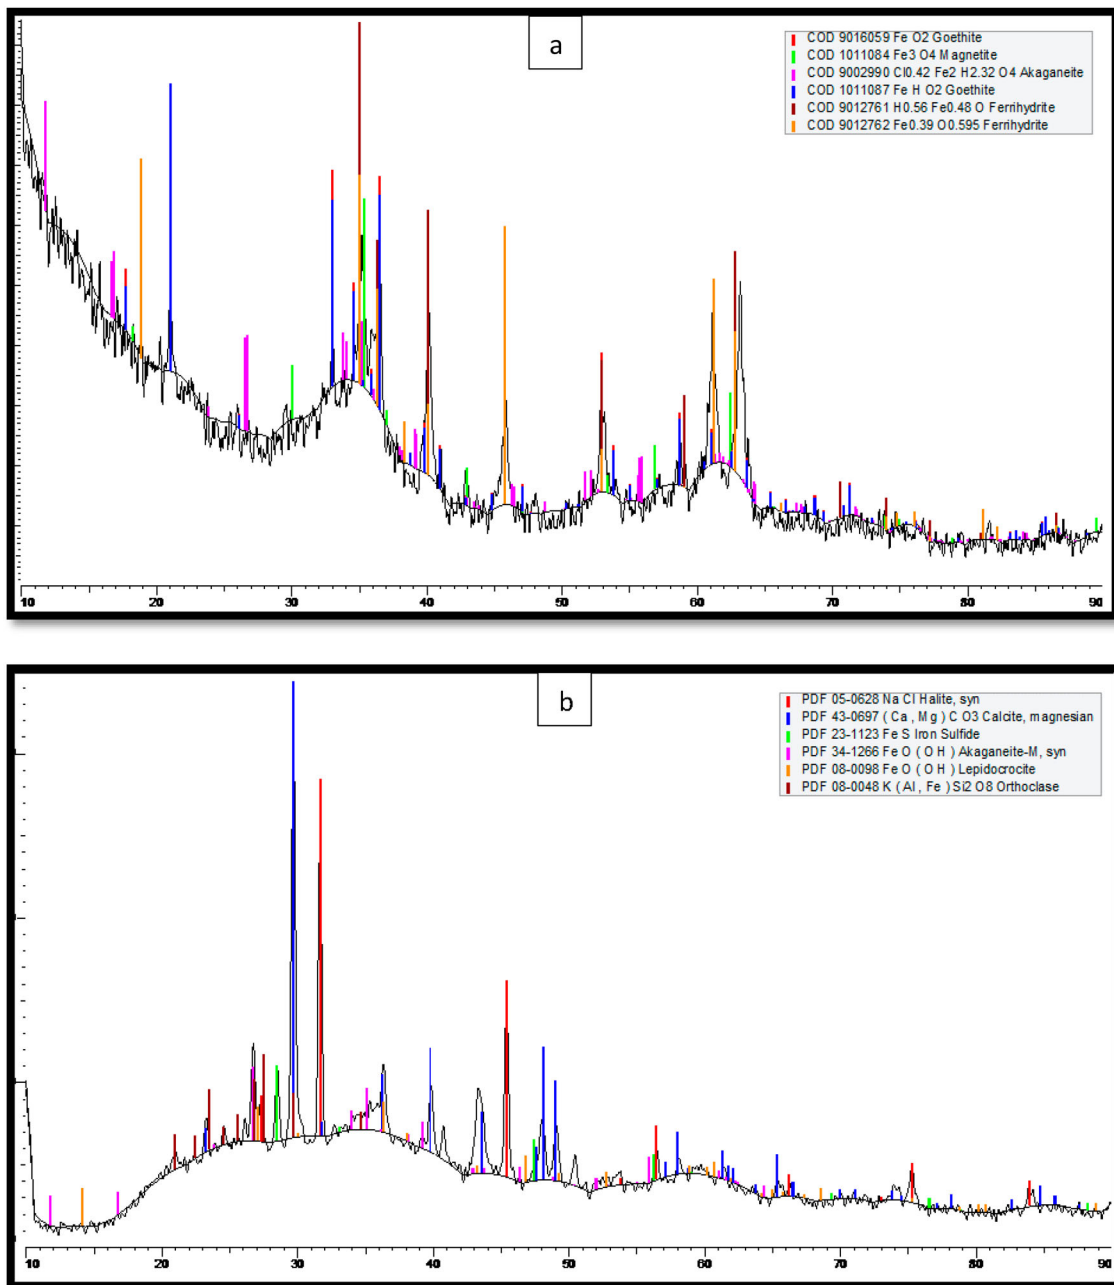 a
COD 9016059 Fe O2 Goethite
COD 1011084 Fe3 O4 Magnetite
COD 9002990 Cl0.42 Fe2 H2.32 O4 Akaganeite
COD 1011087 Fe H O2 Goethite
COD 9012761 H0.56 Fe0.48 O Ferrihydrite
COD 9012762 Fe0.39 O0.595 Ferrihydrite
10 20 30 40 50 60 70 80 90
b
PDF 05-0628 Na Cl Halite, syn
PDF 43-0697 ( Ca , Mg ) C O3 Calcite, magnesian
PDF 23-1123 Fe S Iron Sulfide
PDF 34-1266 Fe O ( O H ) Akaganeite-M, syn
PDF 08-0098 Fe O ( O H ) Lepidocrocite
PDF 08-0048 K ( Al , Fe ) Si2 O8 Orthoclase
10 20 30 40 50 60 70 80 90